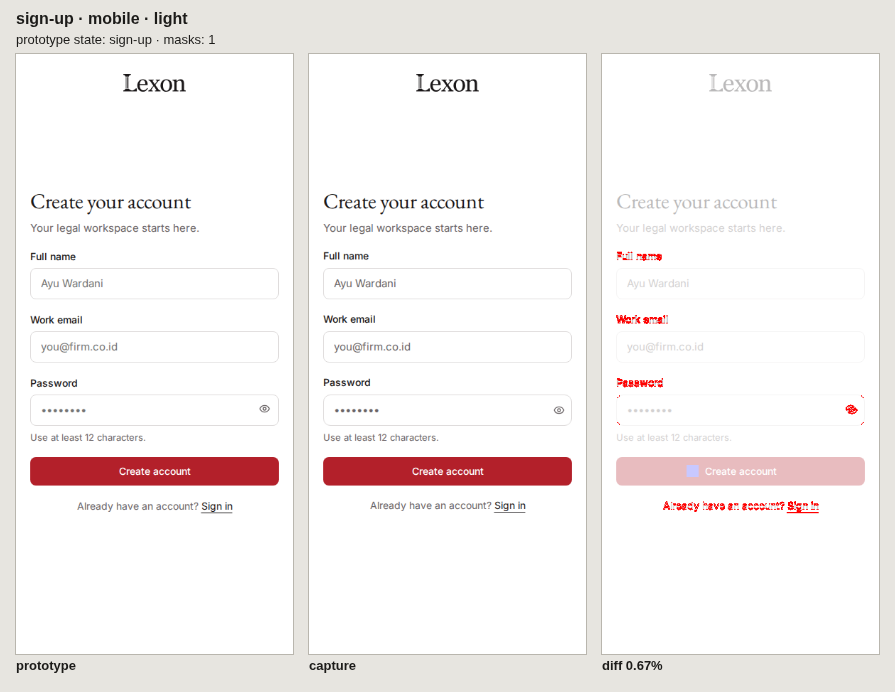 sign-up · mobile · light
prototype state: sign-up · masks: 1
Lexon
Create your account
Your legal workspace starts here.
Full name
Ayu Wardani
Work email
you@firm.co.id
Password
••••••••
Use at least 12 characters.
Create account
Already have an account? Sign in
prototype
Lexon
Create your account
Your legal workspace starts here.
Full name
Ayu Wardani
Work email
you@firm.co.id
Password
••••••••
Use at least 12 characters.
Create account
Already have an account? Sign in
capture
Lexon
Create your account
Your legal workspace starts here.
Full name
Ayu Wardani
Work email
you@firm.co.id
Password
••••••••
Use at least 12 characters.
Create account
Already have an account? Sign in
diff 0.67%